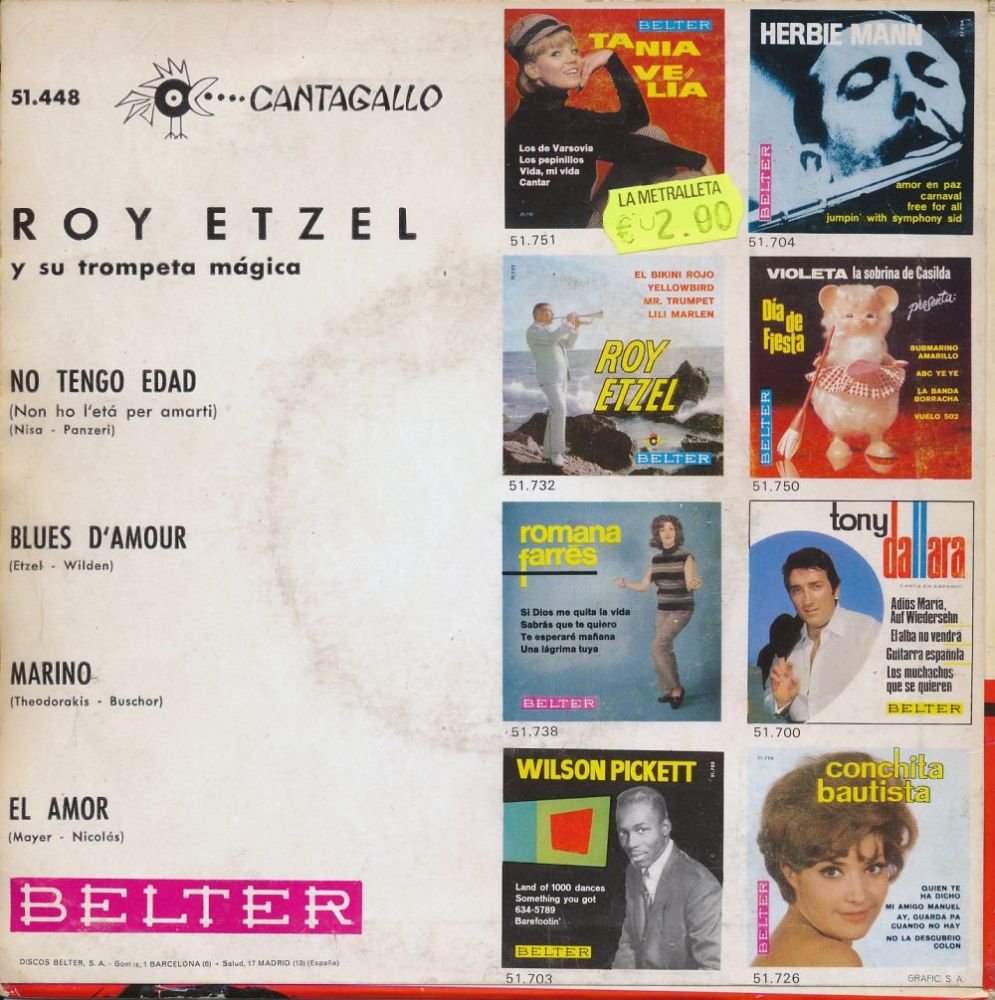 51.448
CANTAGALLO
ROY ETZEL
y su trompeta mágica
NO TENGO EDAD
(Non ho l'etá per amarti)
(Nisa - Panzeri)
BLUES D'AMOUR
(Etzel - Wilden)
MARINO
(Theodorakis - Buschor)
EL AMOR
(Mayer - Nicolás)
BELTER
DISCOS BELTER, S. A. - Gomis, 1 BARCELONA (6) • Salud, 17 MADRID (13) (España)
BELTER
TANIA
VELIA
Los de Varsovia
Los pepinillos
Vida, mi vida
Cantar
51.751
LA METRALLETA
€ 2.90
HERBIE MANN
BELTER
amor en paz
carnaval
free for all
jumpin' with symphony sid
51.704
EL BIKINI ROJO
YELLOWBIRD
MR. TRUMPET
LILI MARLEN
ROY
ETZEL
BELTER
51.732
VIOLETA la sobrina de Casilda
presenta:
Día de
Fiesta
SUBMARINO
AMARILLO
ABC YE YE
LA BANDA
BORRACHA
VUELO 502
BELTER
51.750
romana
farrés
Si Dios me quita la vida
Sabrás que te quiero
Te esperaré mañana
Una lágrima tuya
BELTER
51.738
tony
dallara
CANTA EN ESPAÑOL
Adiós María,
Auf Wiedersehn
El alba no vendrá
Guitarra española
Los muchachos
que se quieren
BELTER
51.700
WILSON PICKETT
51.703
Land of 1000 dances
Something you got
634-5789
Barefootin'
BELTER
51.703
51.726
conchita
bautista
QUIEN TE
HA DICHO
MI AMIGO MANUEL
AY, GUARDA PA
CUANDO NO HAY
NO LA DESCUBRIO
COLON
BELTER
51.726
GRAFIC. S. A.